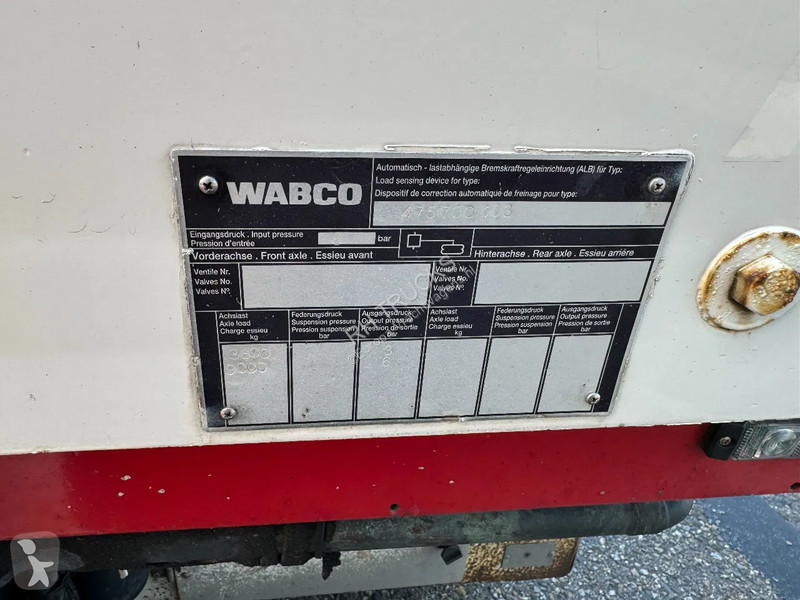 WABCO
Automatisch - lastabhängige Bremskraftregeleinrichtung (ALB) für Typ:
Load sensing device for type:
Dispositif de correction automatique de freinage pour type:
Eingangsdruck . Input pressure
Pression d'entrée
bar
Vorderachse . Front axle . Essieu avant
Hinterachse . Rear axle . Essieu arrière
Ventile Nr.
Valves No.
Valves Nº.
Ventile Nr.
Valves No.
Valves Nº.
Achslast
Axle load
Charge essieu
kg
Federungsdruck
Suspension pressure
Pression suspension
bar
Ausgangsdruck
Output pressure
Pression de sortie
bar
Achslast
Axle load
Charge essieu
kg
Federungsdruck
Suspension pressure
Pression suspension
bar
Ausgangsdruck
Output pressure
Pression de sortie
bar
9000
6